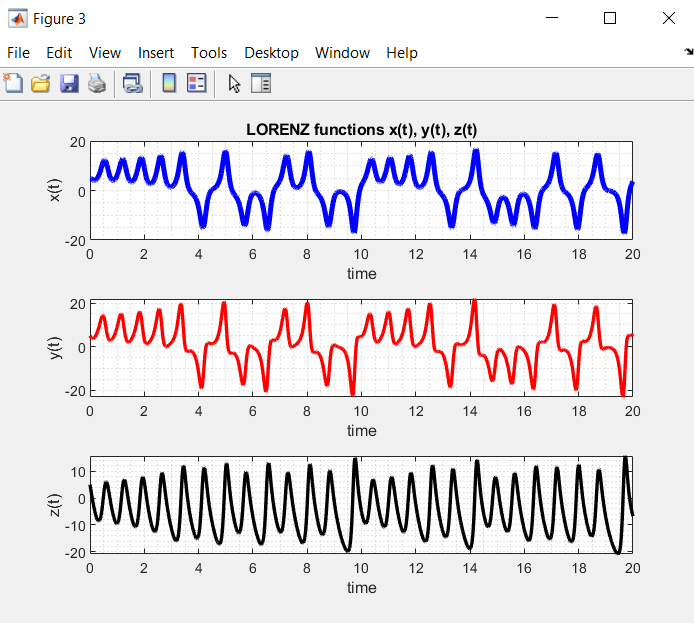 Figure 3
File Edit View Insert Tools Desktop Window Help
LORENZ functions x(t), y(t), z(t)
20
0
-20
x(t)
0 2 4 6 8 10 12 14 16 18 20
time
20
0
-20
y(t)
0 2 4 6 8 10 12 14 16 18 20
time
10
0
-10
-20
z(t)
0 2 4 6 8 10 12 14 16 18 20
time